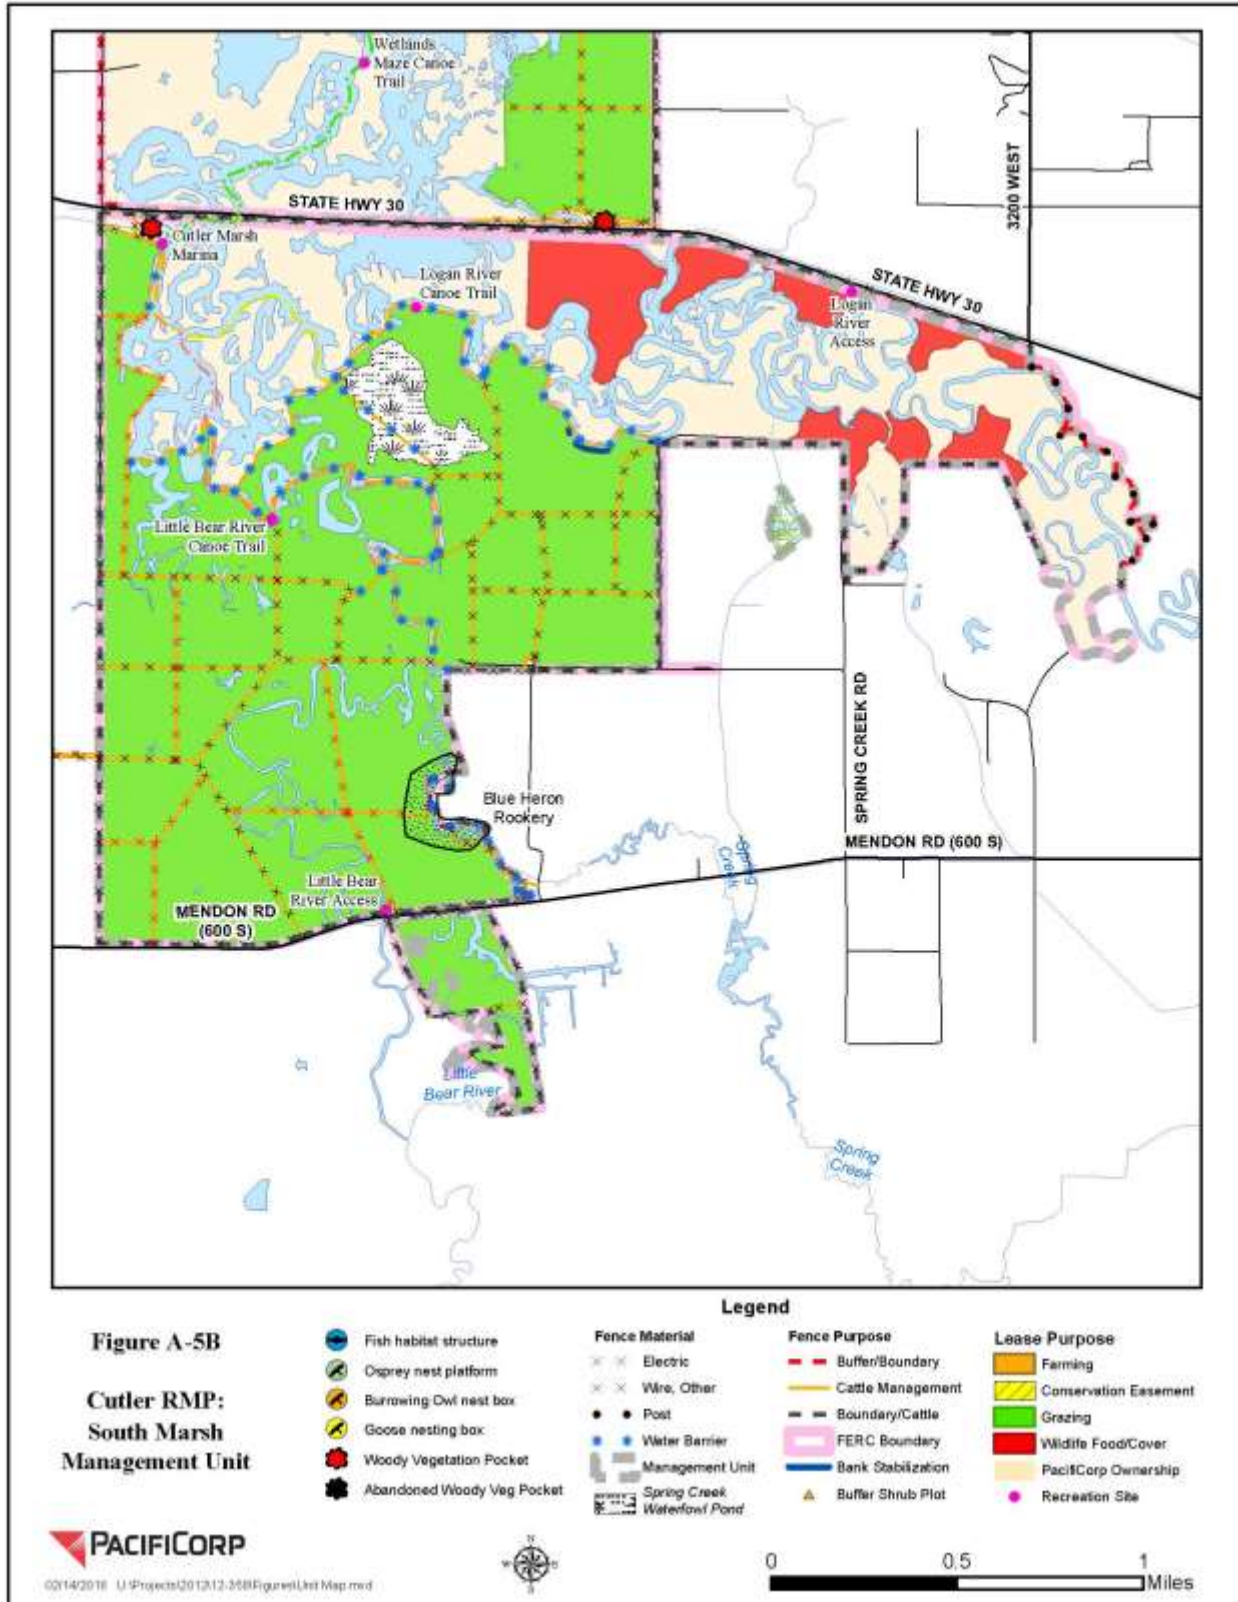 Wetlands
Maze Canoe
Trail
STATE HWY 30
3200 WEST
Cutler Marsh
Marina
Logan River
Canoe Trail
STATE HWY 30
Logan
River
Access
Little Bear River
Canoe Trail
SPRING CREEK RD
Blue Heron
Rookery
MENDON RD (600 S)
Spring
Creek
Little Bear
River Access
MENDON RD
(600 S)
Little
Bear River
Spring
Creek
Legend
Figure A-5B
Cutler RMP:
South Marsh
Management Unit
Fish habitat structure
Osprey nest platform
Burrowing Owl nest box
Goose nesting box
Woody Vegetation Pocket
Abandoned Woody Veg Pocket
Fence Material
Electric
Wire, Other
Post
Water Barrier
Management Unit
Spring Creek
Waterfowl Pond
Fence Purpose
Buffer/Boundary
Cattle Management
Boundary/Cattle
FERC Boundary
Bank Stabilization
Buffer Shrub Plot
Lease Purpose
Farming
Conservation Easement
Grazing
Wildlife Food/Cover
PacifiCorp Ownership
Recreation Site
PACIFICORP
N
W E
S
0 0.5 1
Miles